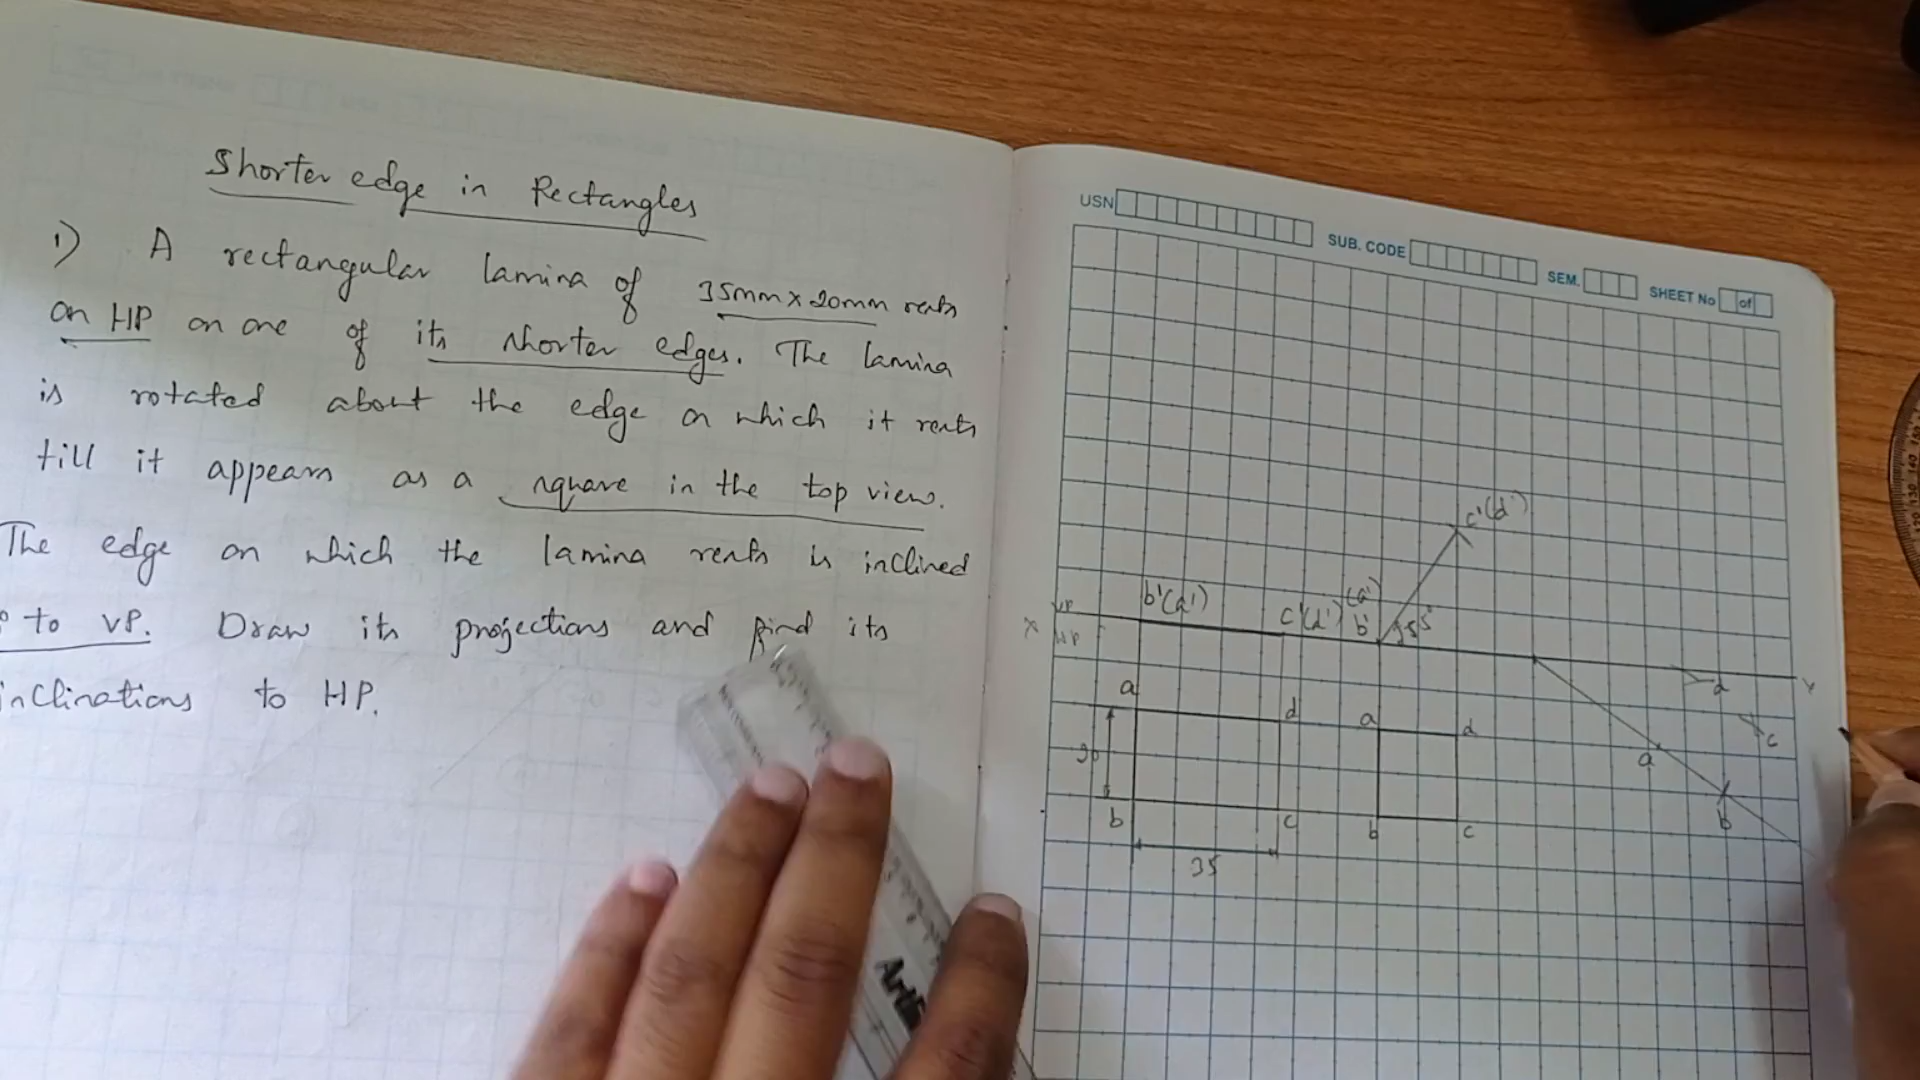 Shorter edge in Rectangles
1) A rectangular lamina of 35mm x 20mm rests
on HP on one of its shorter edges. The lamina
is rotated about the edge on which it rests
till it appears as a square in the top view.
The edge on which the lamina rests is inclined
to VP. Draw its projections and find its
inclinations to HP.
USN
SUB. CODE
SEM.
SHEET No
of
c'(d')
b'(a')
c'(d')
(a')
b'
55°
X
VP
HP
Y
a
d
a
d
d
c
a
b
c
b
c
b
35